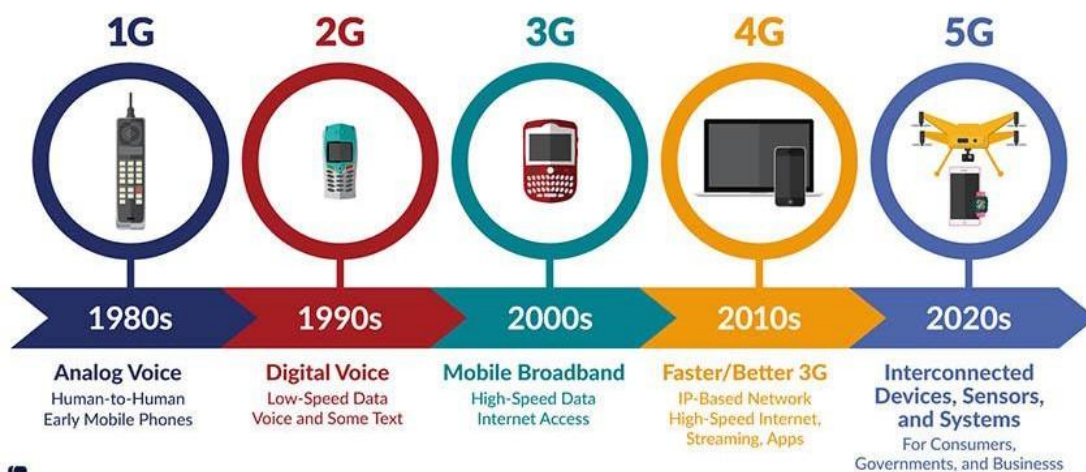 1G
2G
3G
4G
5G
1980s
1990s
2000s
2010s
2020s
Analog Voice
Human-to-Human
Early Mobile Phones
Digital Voice
Low-Speed Data
Voice and Some Text
Mobile Broadband
High-Speed Data
Internet Access
Faster/Better 3G
IP-Based Network
High-Speed Internet,
Streaming, Apps
Interconnected
Devices, Sensors,
and Systems
For Consumers,
Governments, and Businesss